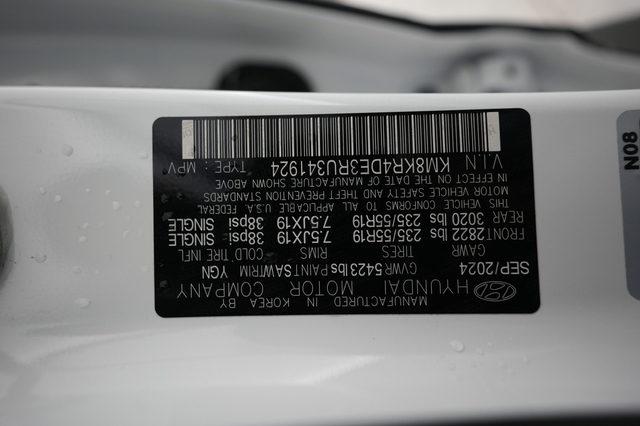 MANUFACTURED IN KOREA BY
HYUNDAI MOTOR COMPANY
SEP/2024 GVWR 5423 lbs PAINT SAW TRIM YGN
GAWR TIRES RIMS COLD TIRE INFL
FRONT 2822 lbs 235/55R19 7.5JX19 38psi SINGLE
REAR 3020 lbs 235/55R19 7.5JX19 38psi SINGLE
THIS VEHICLE CONFORMS TO ALL APPLICABLE U.S.A. FEDERAL
MOTOR VEHICLE SAFETY AND THEFT PREVENTION STANDARDS
IN EFFECT ON THE DATE OF MANUFACTURE SHOWN ABOVE
V.I.N KM8KR4DE3RU341924 TYPE : MPV
N08